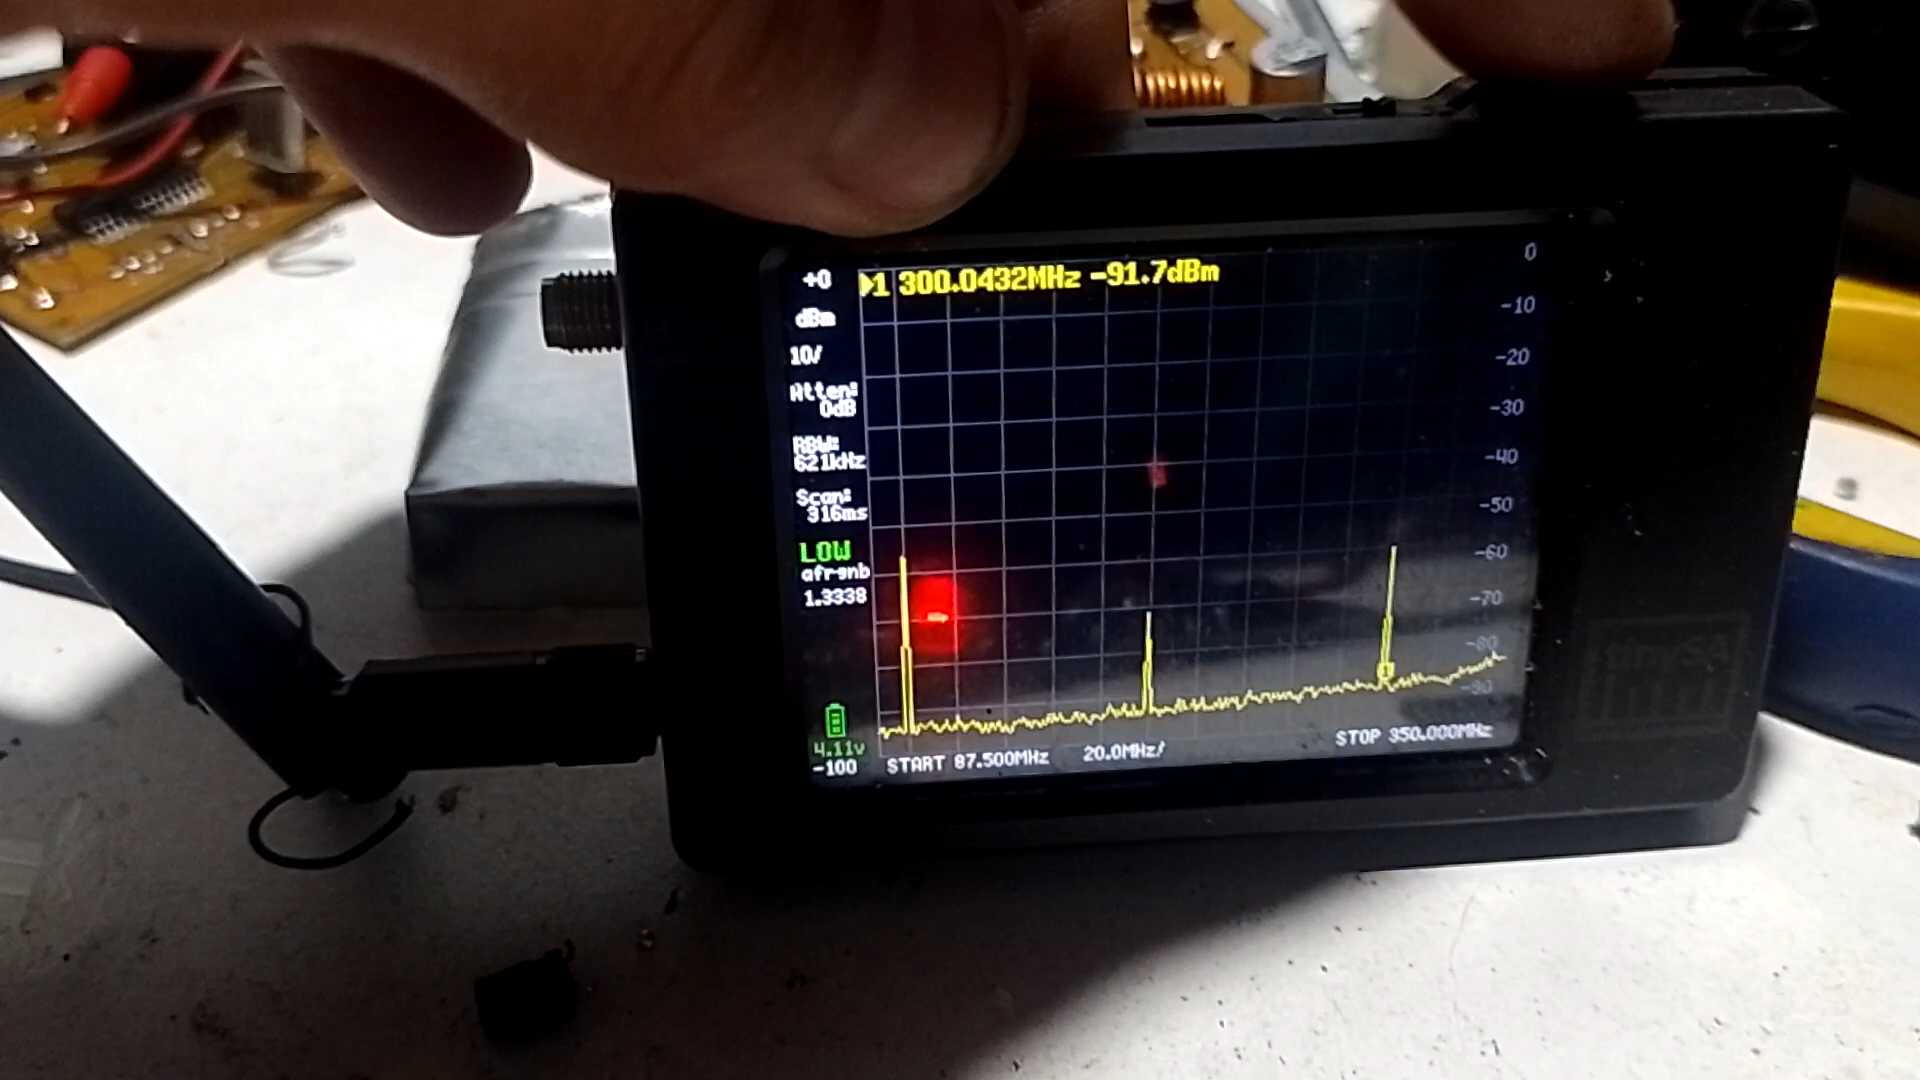 +0
▶1 300.0432MHz -91.7dBm
dBm
10/
Atten:
0dB
RBW:
621kHz
Scan:
316ms
LOW
afrgnb
1.3338
4.11v
-100
0
-10
-20
-30
-40
-50
-60
-70
-80
-90
START 87.500MHz 20.0MHz/ STOP 350.000MHz
tinySA